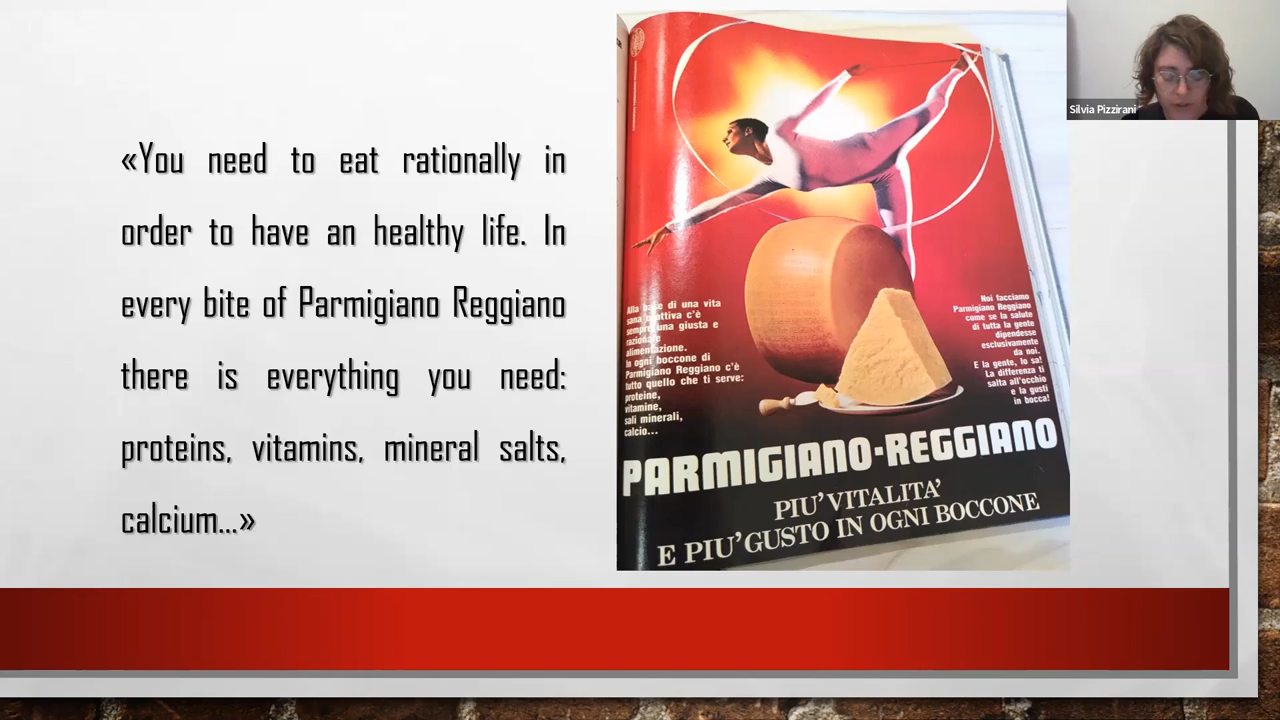 «You need to eat rationally in
order to have an healthy life. In
every bite of Parmigiano Reggiano
there is everything you need:
proteins, vitamins, mineral salts,
calcium...»
Alla base di una vita
sana e attiva c'è
sempre una giusta e
razionale
alimentazione.
In ogni boccone di
Parmigiano Reggiano c'è
tutto quello che ti serve:
proteine,
vitamine,
sali minerali,
calcio...
Noi facciamo
Parmigiano Reggiano
come se la salute
di tutta la gente
dipendesse
esclusivamente
da noi.
E la gente, lo sa!
La differenza ti
salta all'occhio
e la gusti
in bocca!
PARMIGIANO-REGGIANO
PIU' VITALITA'
E PIU' GUSTO IN OGNI BOCCONE
Silvia Pizzirani